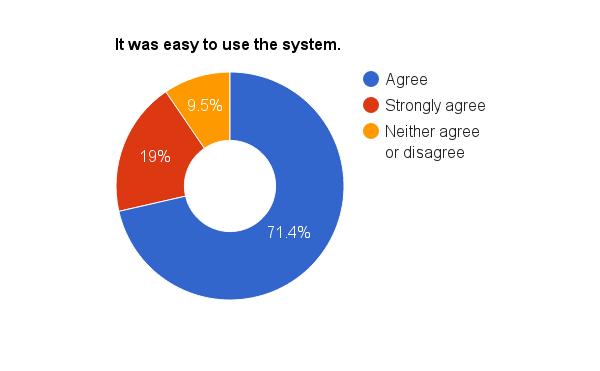 It was easy to use the system.
Agree
Strongly agree
Neither agree
or disagree
9.5%
19%
71.4%